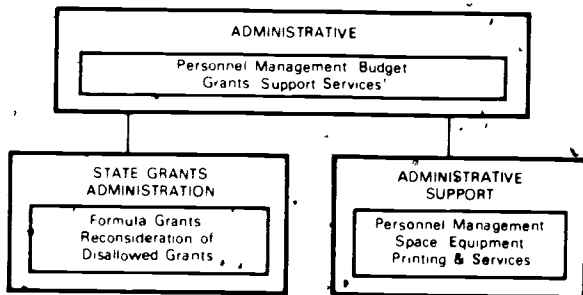 ADMINISTRATIVE
Personnel Management Budget
Grants Support Services'
STATE GRANTS
ADMINISTRATION
Formula Grants
Reconsideration of
Disallowed Grants
ADMINISTRATIVE
SUPPORT
Personnel Management
Space Equipment
Printing & Services